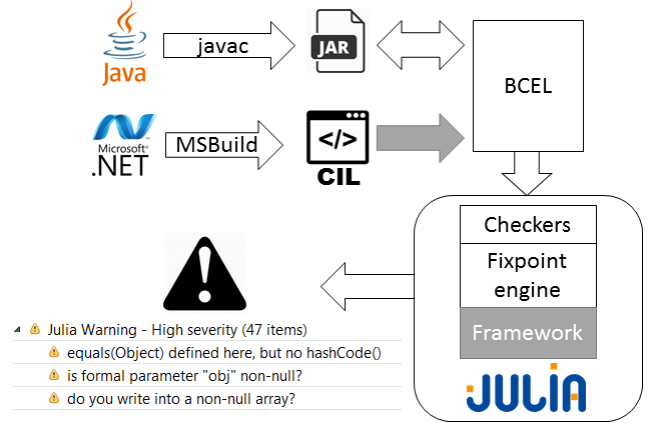 Java
javac
JAR
BCEL
Microsoft®
.NET
MSBuild
</>
CIL
Checkers
Fixpoint
engine
Framework
JULIA
Julia Warning - High severity (47 items)
equals(Object) defined here, but no hashCode()
is formal parameter "obj" non-null?
do you write into a non-null array?